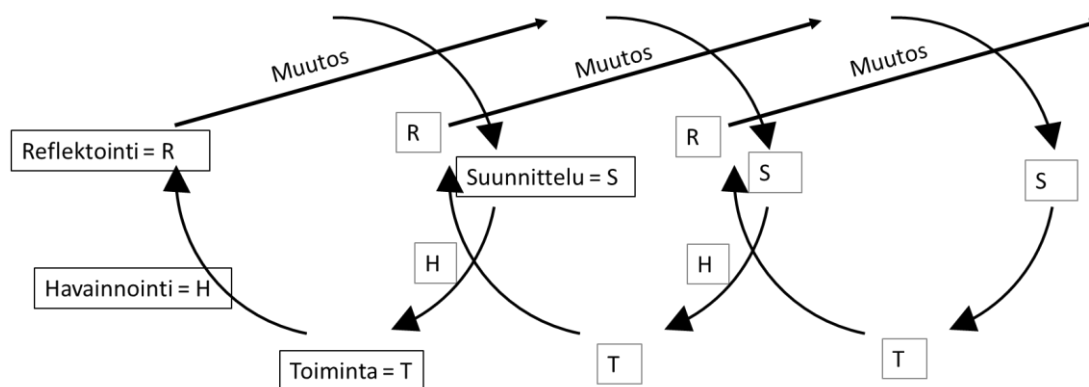 Muutos
Muutos
Muutos
Reflektointi = R
R
R
Suunnittelu = S
S
S
Havainnointi = H
H
H
Toiminta = T
T
T